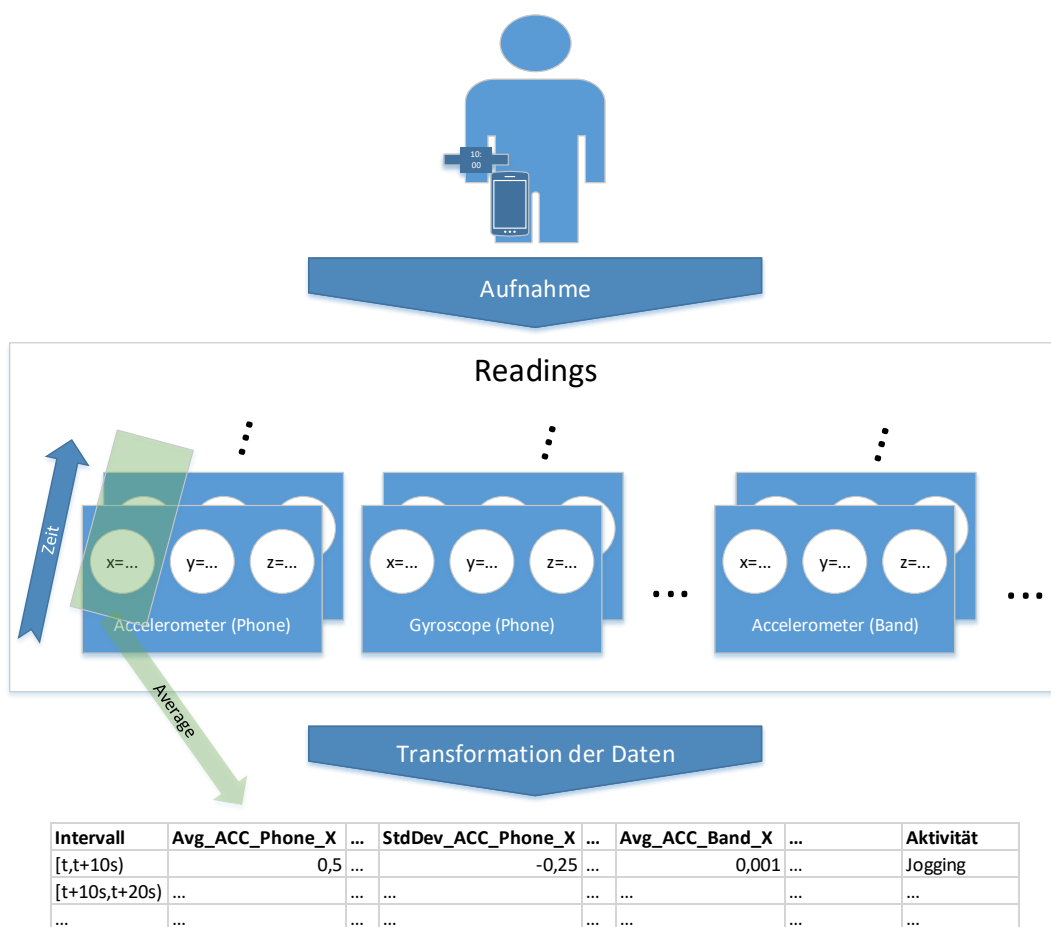 10:
00
Aufnahme
Readings
Zeit
x=...
y=...
z=...
Accelerometer (Phone)
x=...
y=...
z=...
Gyroscope (Phone)
...
x=...
y=...
z=...
Accelerometer (Band)
...
Average
Transformation der Daten
Intervall Avg_ACC_Phone_X ... StdDev_ACC_Phone_X ... Avg_ACC_Band_X ... Aktivität
[t,t+10s) 0,5 ... -0,25 ... 0,001 ... Jogging
[t+10s,t+20s) ... ... ... ... ... ... ...
... ... ... ... ... ... ... ...